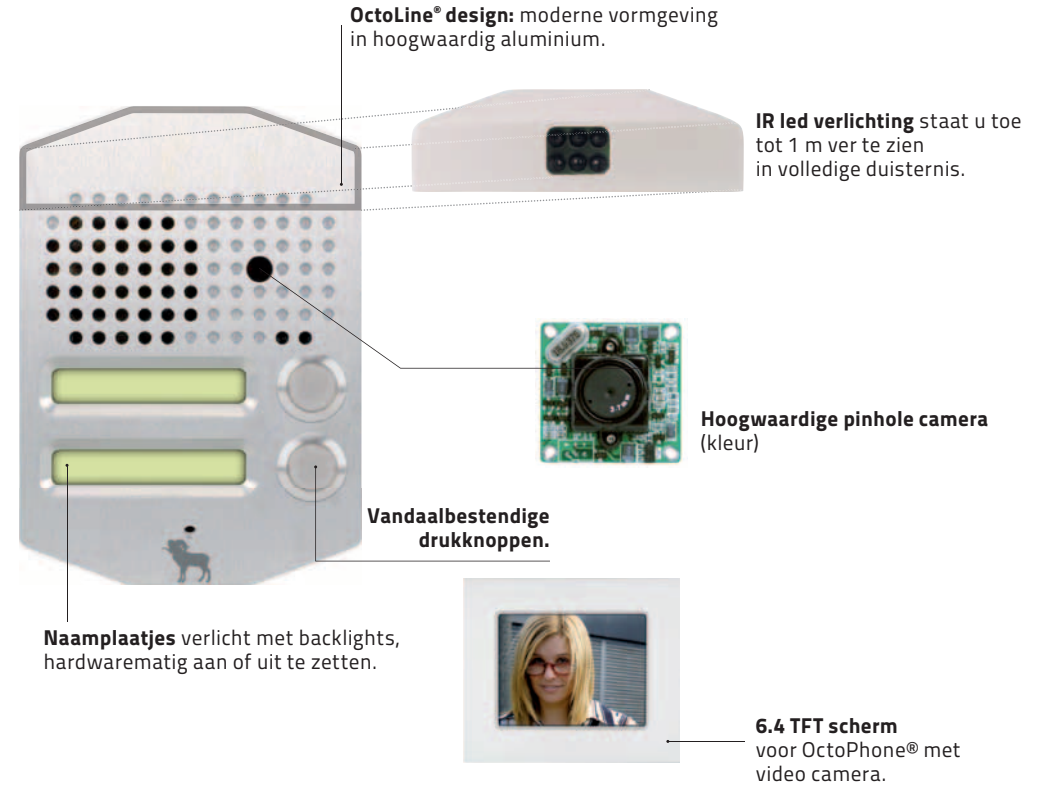 OctoLine® design: moderne vormgeving
in hoogwaardig aluminium.
IR led verlichting staat u toe
tot 1 m ver te zien
in volledige duisternis.
3.7mm
Hoogwaardige pinhole camera
(kleur)
Vandaalbestendige
drukknoppen.
Naamplaatjes verlicht met backlights,
hardwarematig aan of uit te zetten.
6.4 TFT scherm
voor OctoPhone® met
video camera.